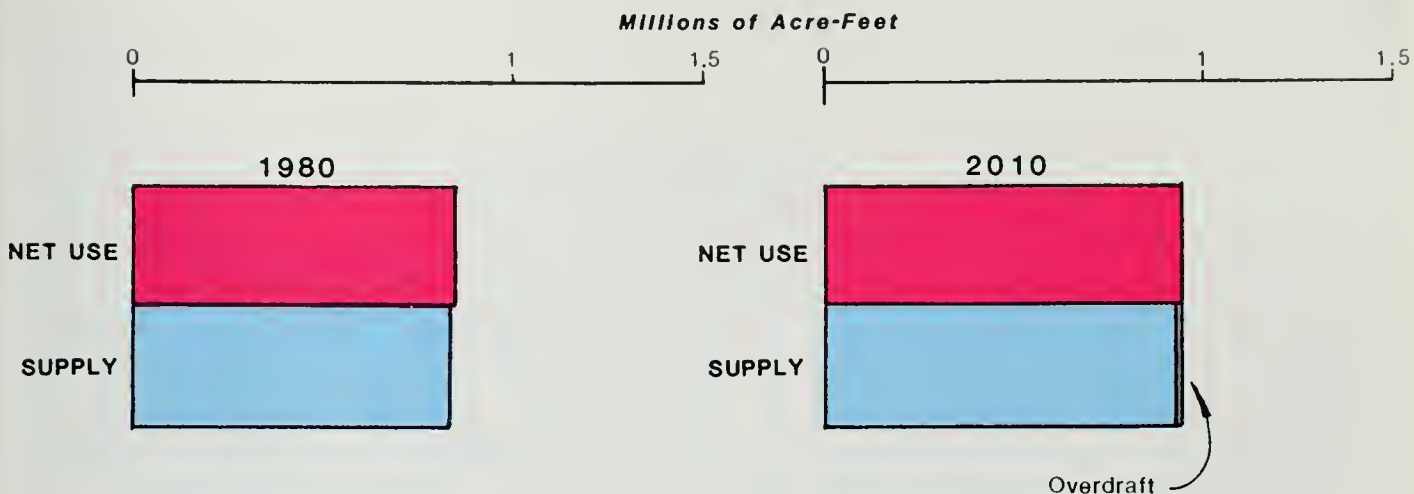 Millions of Acre-Feet
0 1 1.5
0 1 1.5
1980
NET USE
SUPPLY
2010
NET USE
SUPPLY
Overdraft